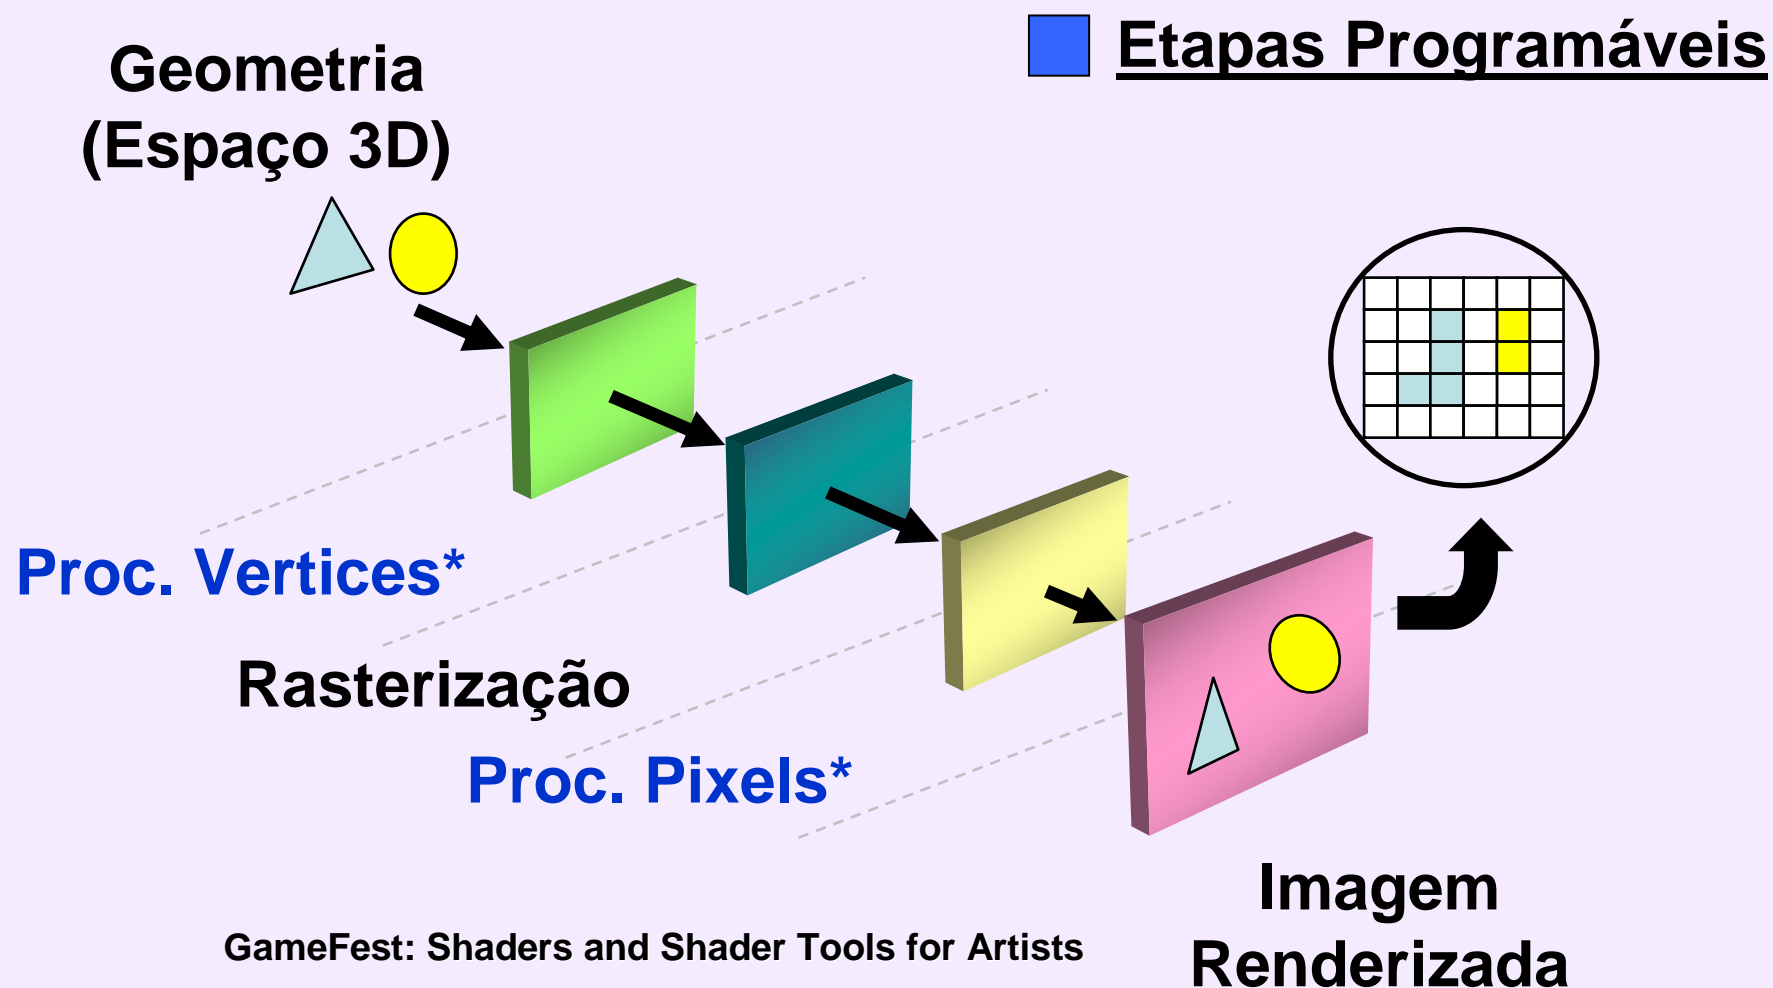 Etapas Programáveis
Geometria
(Espaço 3D)
Proc. Vertices*
Rasterização
Proc. Pixels*
Imagem
Renderizada
GameFest: Shaders and Shader Tools for Artists